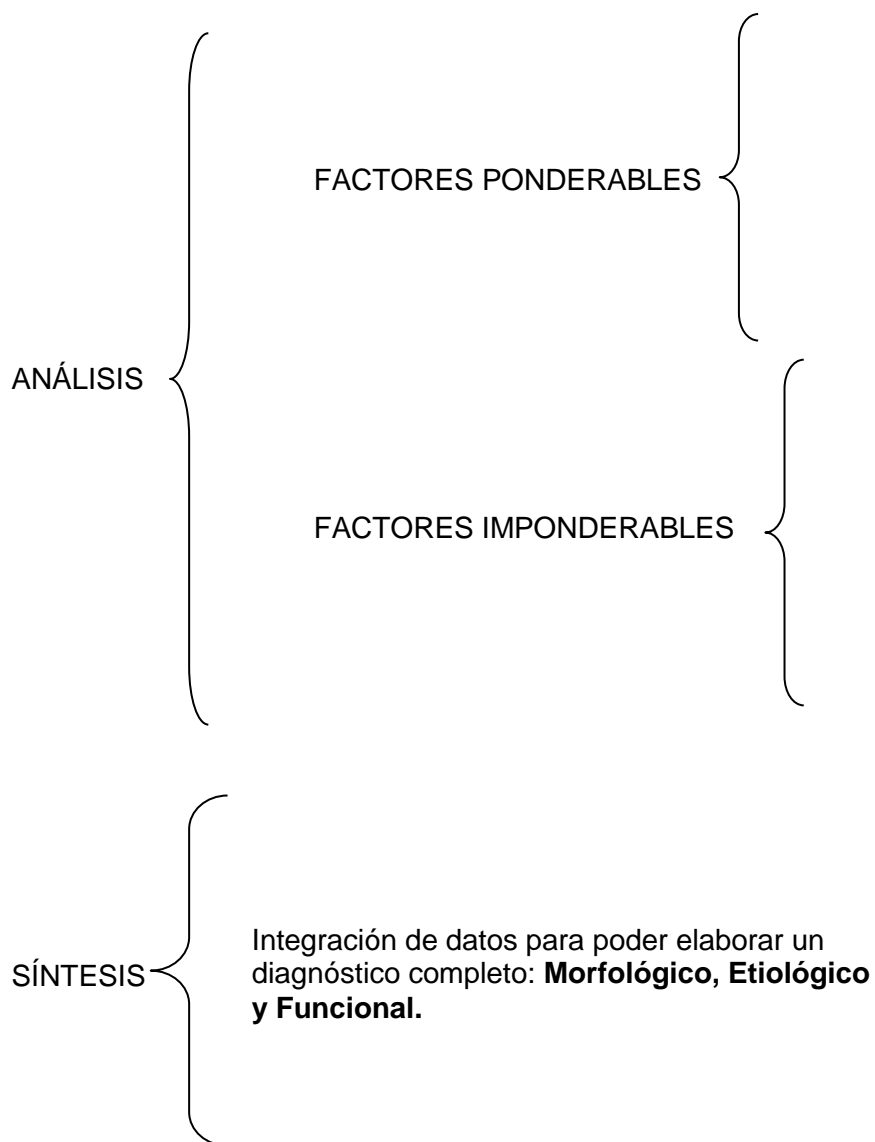 FACTORES PONDERABLES
ANÁLISIS
FACTORES IMPONDERABLES
SÍNTESIS
Integración de datos para poder elaborar un
diagnóstico completo: Morfológico, Etiológico
y Funcional.